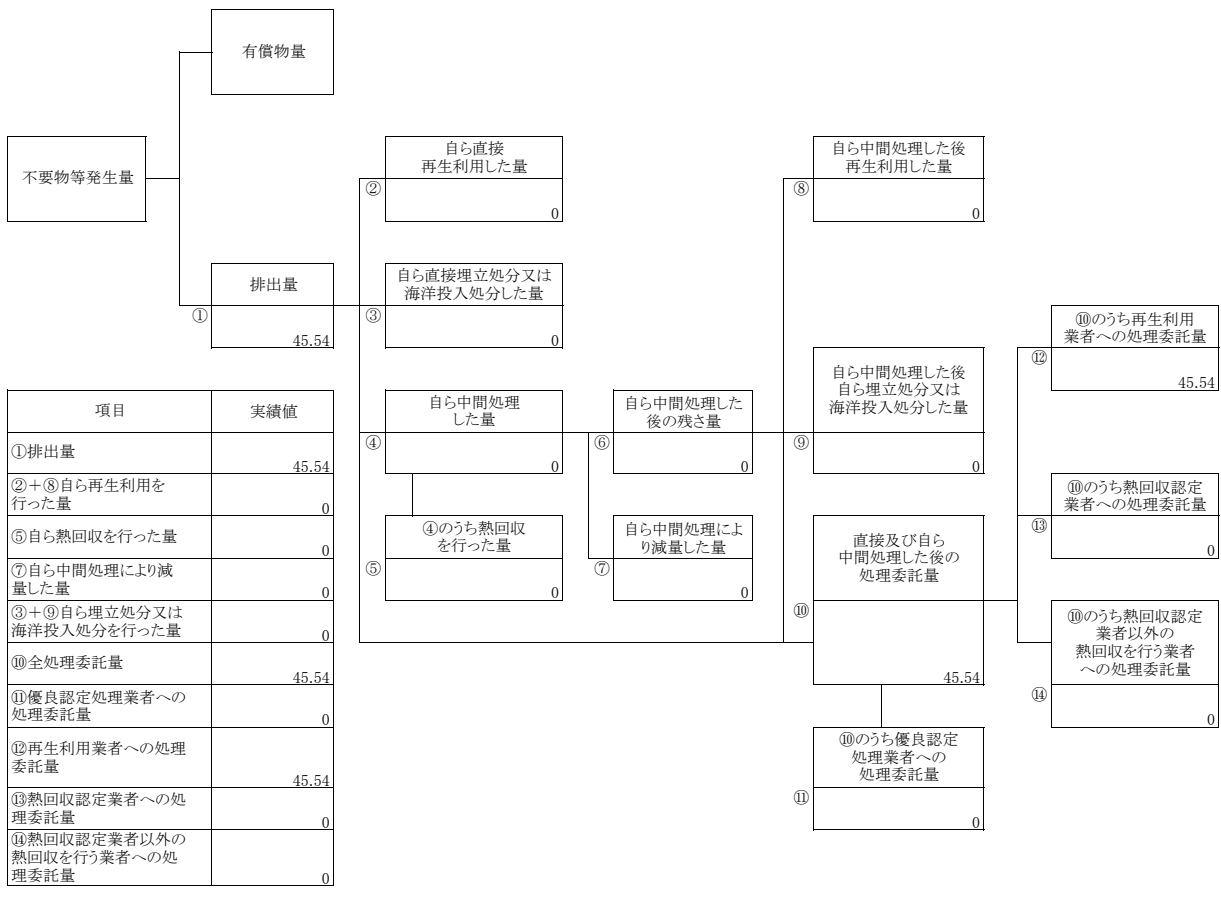 有償物量
不要物等発生量
排出量
①
45.54
自ら直接
再生利用した量
②
0
自ら直接埋立処分又は
海洋投入処分した量
③
0
自ら中間処理
した量
④
0
④のうち熱回収
を行った量
⑤
0
自ら中間処理した
後の残さ量
⑥
0
自ら中間処理によ
り減量した量
⑦
0
自ら中間処理した後
再生利用した量
⑧
0
自ら中間処理した後
自ら埋立処分又は
海洋投入処分した量
⑨
0
直接及び自ら
中間処理した後の
処理委託量
⑩
45.54
⑩のうち優良認定
処理業者への
処理委託量
⑪
0
⑩のうち再生利用
業者への処理委託量
⑫
45.54
⑩のうち熱回収認定
業者への処理委託量
⑬
0
⑩のうち熱回収認定
業者以外の
熱回収を行う業者
への処理委託量
⑭
0
項目 実績値
①排出量
45.54
②＋⑧自ら再生利用を
行った量
0
⑤自ら熱回収を行った量
0
⑦自ら中間処理により減
量した量
0
③＋⑨自ら埋立処分又は
海洋投入処分を行った量
0
⑩全処理委託量
45.54
⑪優良認定処理業者への
処理委託量
0
⑫再生利用業者への処理
委託量
45.54
⑬熱回収認定業者への処
理委託量
0
⑭熱回収認定業者以外の
熱回収を行う業者への処
理委託量
0